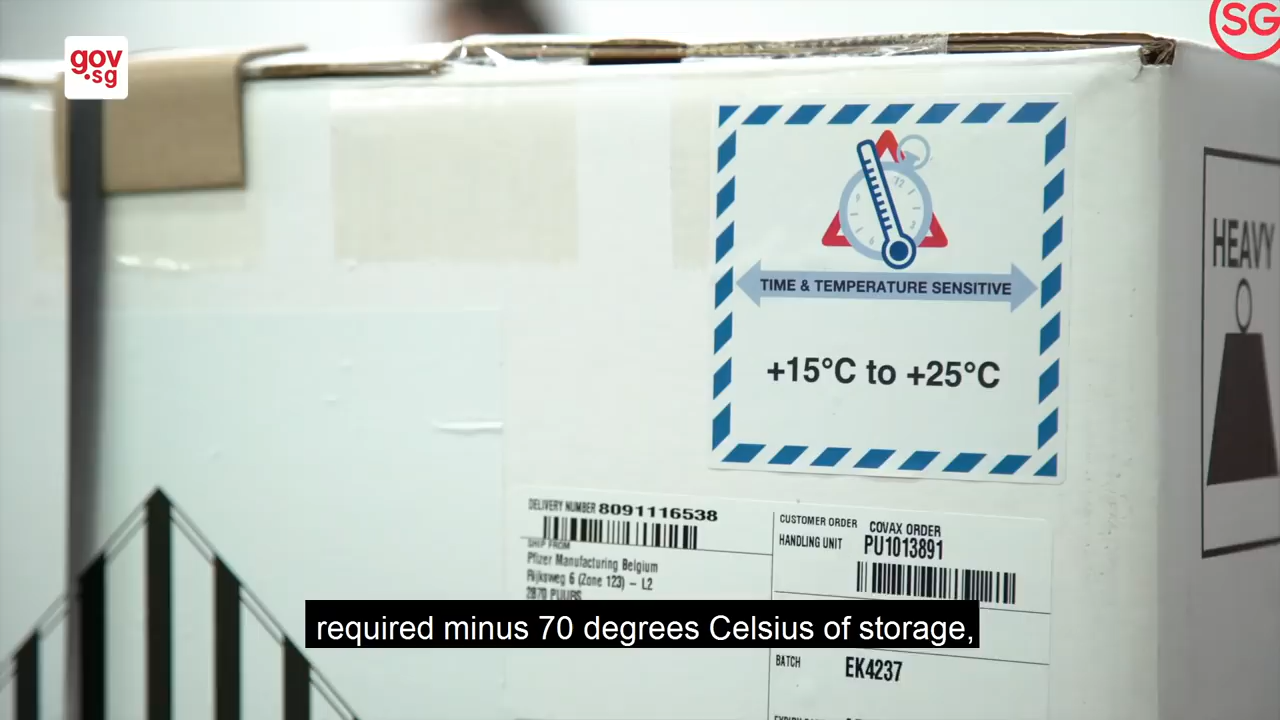 gov
.sg
SG
TIME & TEMPERATURE SENSITIVE
+15°C to +25°C
HEAVY
DELIVERY NUMBER 8091116538
SHIP FROM
Pfizer Manufacturing Belgium
Rijksweg 6 (Zone 123) – L2
2870 PUURS
CUSTOMER ORDER COVAX ORDER
HANDLING UNIT PU1013891
required minus 70 degrees Celsius of storage,
BATCH EK4237